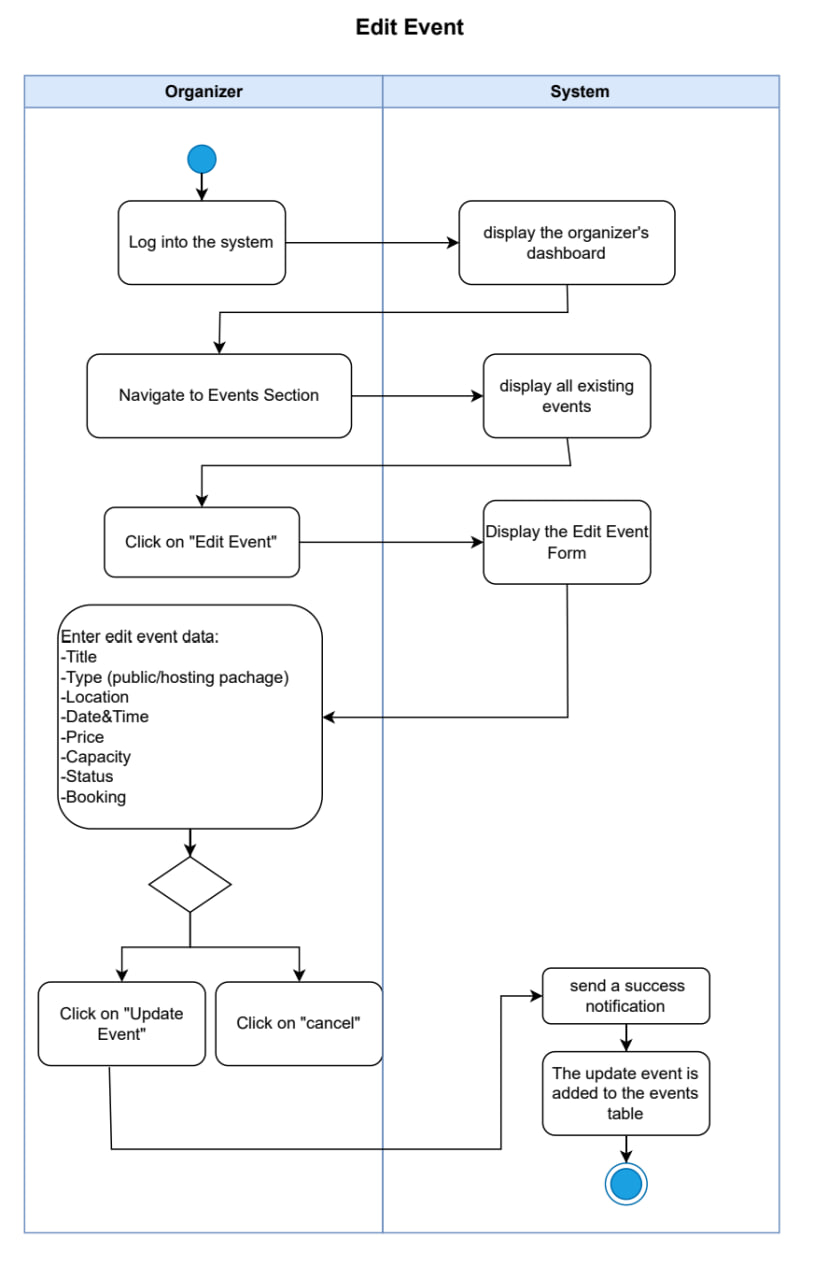 Edit Event
Organizer
System
Log into the system
display the organizer's
dashboard
Navigate to Events Section
display all existing
events
Click on "Edit Event"
Display the Edit Event
Form
Enter edit event data:
-Title
-Type (public/hosting pachage)
-Location
-Date&Time
-Price
-Capacity
-Status
-Booking
Click on "Update
Event"
Click on "cancel"
send a success
notification
The update event is
added to the events
table